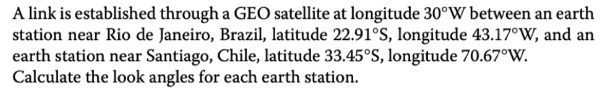 A link is established through a GEO satellite at longitude 30°W between an earth
station near Rio de Janeiro, Brazil, latitude 22.91°S, longitude 43.17°W, and an
earth station near Santiago, Chile, latitude 33.45°S, longitude 70.67°W.
Calculate the look angles for each earth station.